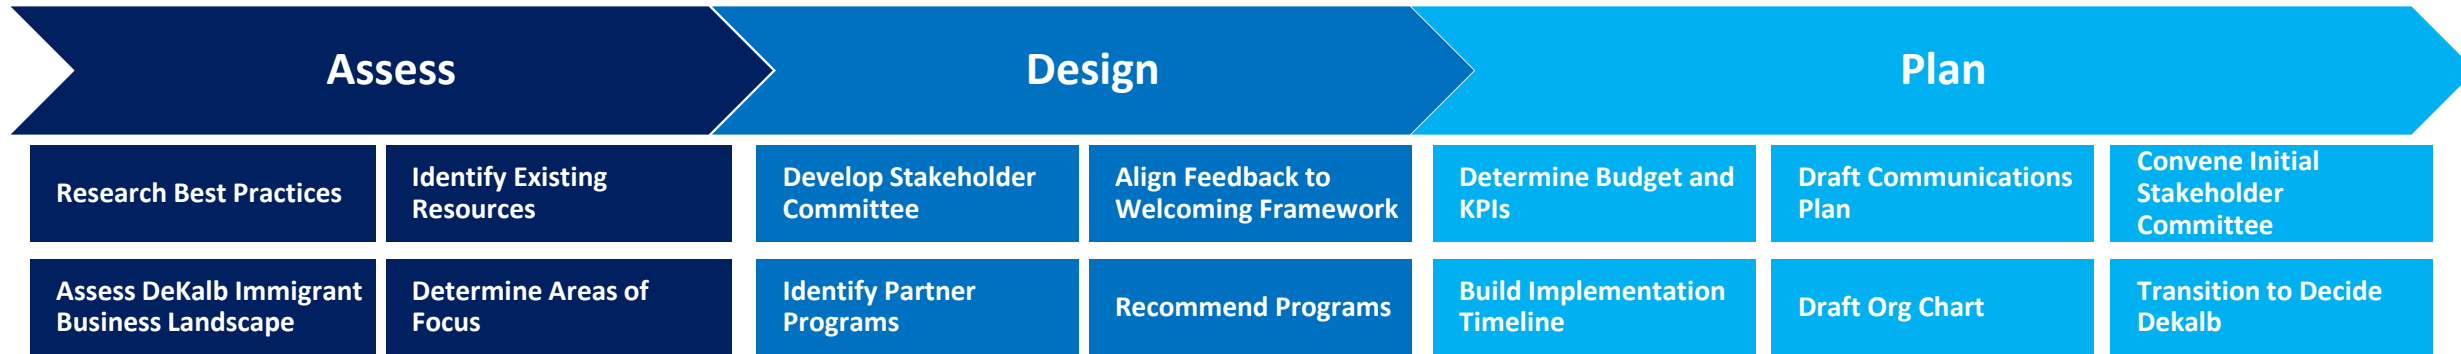 Assess
Design
Plan
Research Best Practices
Identify Existing
Resources
Develop Stakeholder
Committee
Align Feedback to
Welcoming Framework
Determine Budget and
KPIs
Draft Communications
Plan
Convene Initial
Stakeholder
Committee
Assess DeKalb Immigrant
Business Landscape
Determine Areas of
Focus
Identify Partner
Programs
Recommend Programs
Build Implementation
Timeline
Draft Org Chart
Transition to Decide
Dekalb